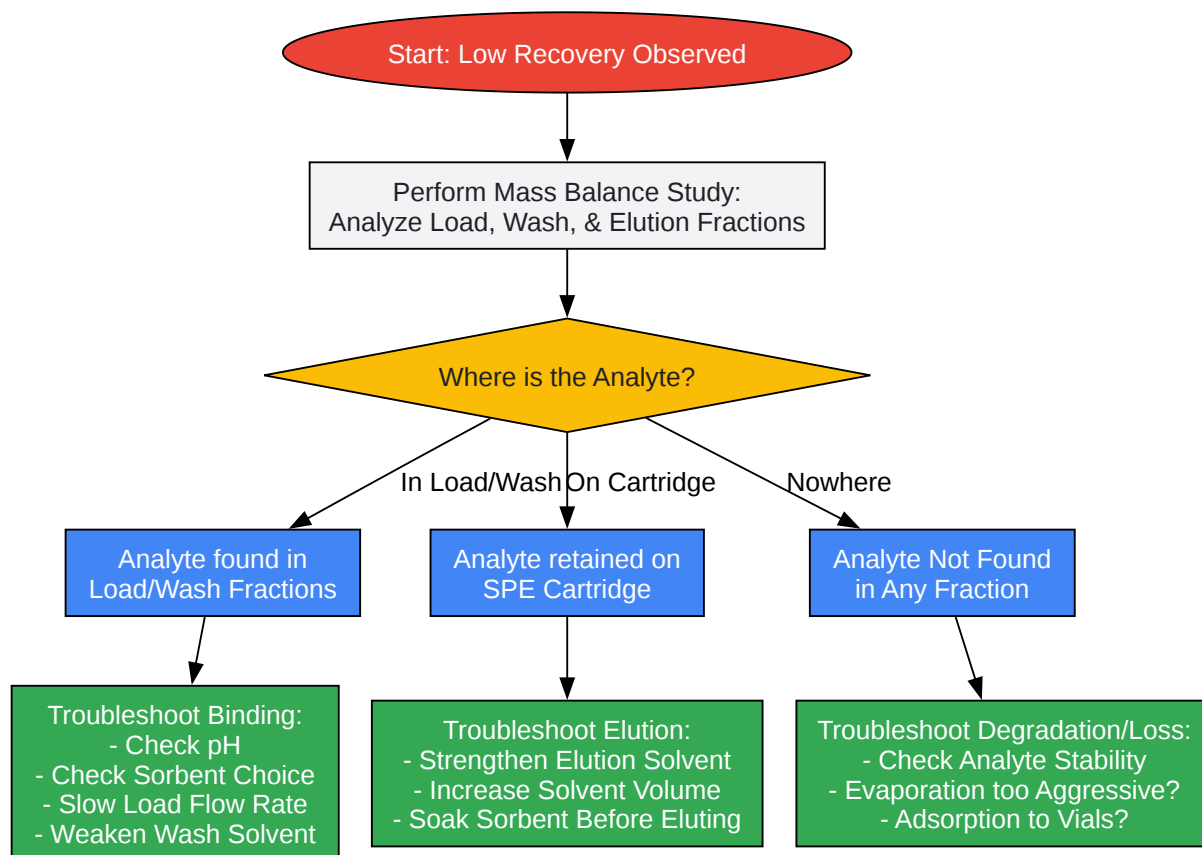 Start: Low Recovery Observed
Perform Mass Balance Study:
Analyze Load, Wash, & Elution Fractions
Where is the Analyte?
In Load/Wash
On Cartridge
Nowhere
Analyte found in
Load/Wash Fractions
Analyte retained on
SPE Cartridge
Analyte Not Found
in Any Fraction
Troubleshoot Binding:
- Check pH
- Check Sorbent Choice
- Slow Load Flow Rate
- Weaken Wash Solvent
Troubleshoot Elution:
- Strengthen Elution Solvent
- Increase Solvent Volume
- Soak Sorbent Before Eluting
Troubleshoot Degradation/Loss:
- Check Analyte Stability
- Evaporation too Aggressive?
- Adsorption to Vials?